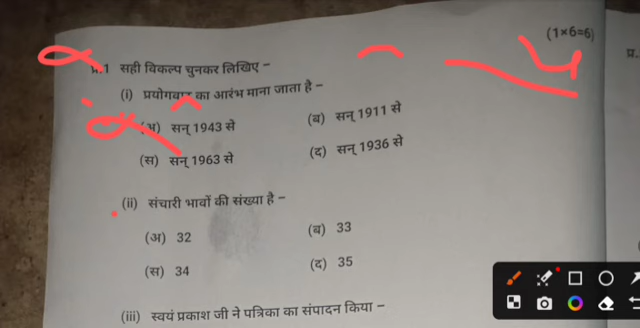 (1×6=6)
प्र.1 सही विकल्प चुनकर लिखिए –
(i) प्रयोगवाद का आरंभ माना जाता है –
(अ) सन् 1943 से (ब) सन् 1911 से
(स) सन् 1963 से (द) सन् 1936 से
(ii) संचारी भावों की संख्या है –
(अ) 32 (ब) 33
(स) 34 (द) 35
(iii) स्वयं प्रकाश जी ने पत्रिका का संपादन किया –
प्र.